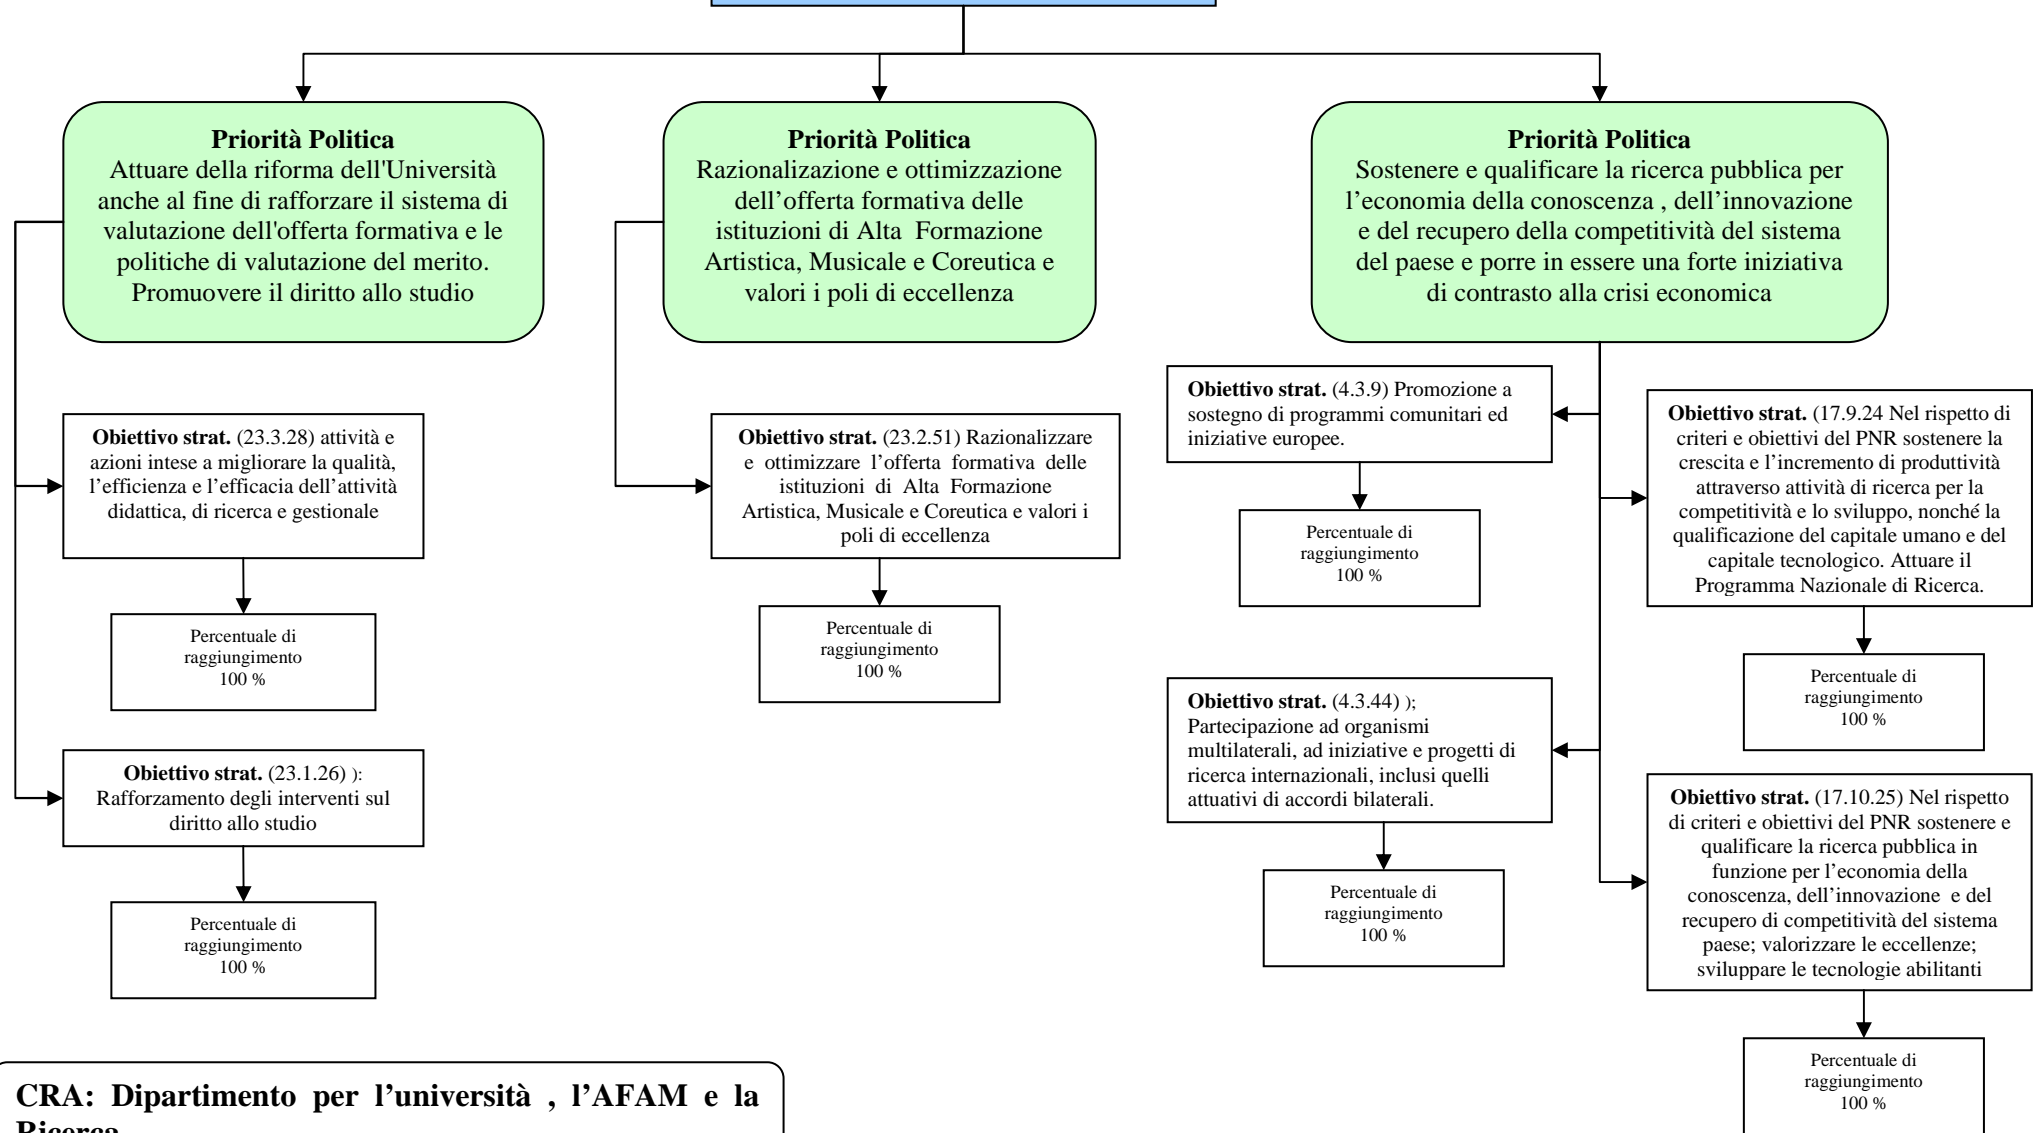 Priorità Politica
Attuare della riforma dell'Università
anche al fine di rafforzare il sistema di
valutazione dell'offerta formativa e le
politiche di valutazione del merito.
Promuovere il diritto allo studio
Obiettivo strat. (23.3.28) attività e
azioni intese a migliorare la qualità,
l’efficienza e l’efficacia dell’attività
didattica, di ricerca e gestionale
Percentuale di
raggiungimento
100 %
Obiettivo strat. (23.1.26) ):
Rafforzamento degli interventi sul
diritto allo studio
Percentuale di
raggiungimento
100 %
Priorità Politica
Razionalizazione e ottimizzazione
dell’offerta formativa delle
istituzioni di Alta Formazione
Artistica, Musicale e Coreutica e
valori i poli di eccellenza
Obiettivo strat. (23.2.51) Razionalizzare
e ottimizzare l’offerta formativa delle
istituzioni di Alta Formazione
Artistica, Musicale e Coreutica e valori i
poli di eccellenza
Percentuale di
raggiungimento
100 %
Priorità Politica
Sostenere e qualificare la ricerca pubblica per
l’economia della conoscenza , dell’innovazione
e del recupero della competitività del sistema
del paese e porre in essere una forte iniziativa
di contrasto alla crisi economica
Obiettivo strat. (4.3.9) Promozione a
sostegno di programmi comunitari ed
iniziative europee.
Percentuale di
raggiungimento
100 %
Obiettivo strat. (4.3.44) );
Partecipazione ad organismi
multilaterali, ad iniziative e progetti di
ricerca internazionali, inclusi quelli
attuativi di accordi bilaterali.
Percentuale di
raggiungimento
100 %
Obiettivo strat. (17.9.24 Nel rispetto di
criteri e obiettivi del PNR sostenere la
crescita e l’incremento di produttività
attraverso attività di ricerca per la
competitività e lo sviluppo, nonché la
qualificazione del capitale umano e del
capitale tecnologico. Attuare il
Programma Nazionale di Ricerca.
Percentuale di
raggiungimento
100 %
Obiettivo strat. (17.10.25) Nel rispetto
di criteri e obiettivi del PNR sostenere e
qualificare la ricerca pubblica in
funzione per l’economia della
conoscenza, dell’innovazione e del
recupero di competitività del sistema
paese; valorizzare le eccellenze;
sviluppare le tecnologie abilitanti
Percentuale di
raggiungimento
100 %
CRA: Dipartimento per l’università , l’AFAM e la
Ricerca